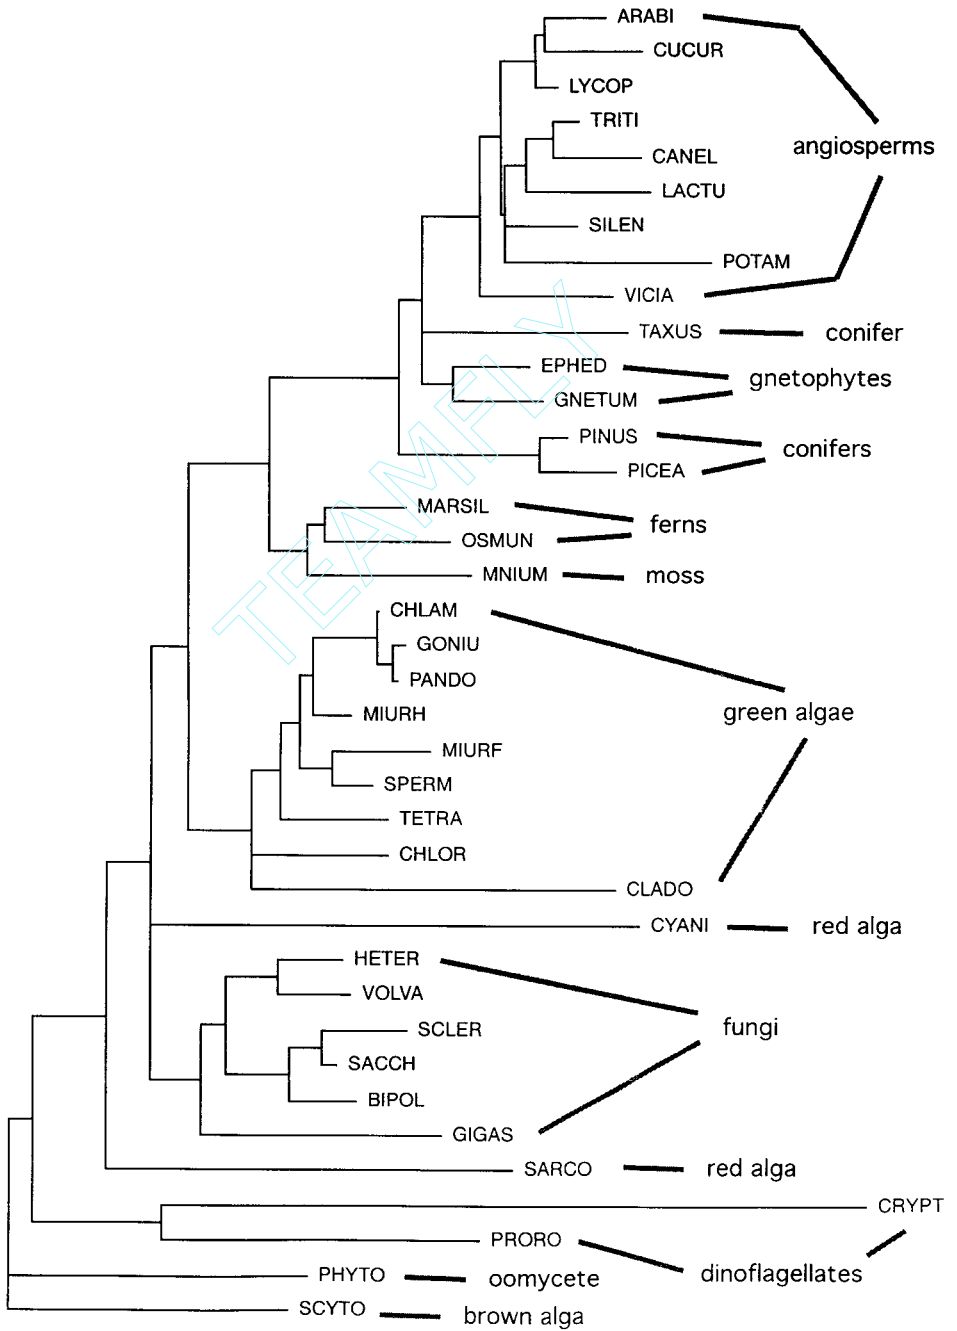 ARABI
CUCUR
LYCOP
TRITI
angiosperms
CANEL
LACTU
SILEN
POTAM
VICIA
TAXUS conifer
EPHED
gnetophytes
GNETUM
PINUS
conifers
PICEA
MARSIL
ferns
OSMUN
MNIUM moss
CHLAM
GONIU
PANDO
MIURH
green algae
MIURF
SPERM
TETRA
CHLOR
CLADO
CYANI red alga
HETER
VOLVA
SCLER
fungi
SACCH
BIPOL
GIGAS
SARCO red alga
CRYPT
PRORO
dinoflagellates
PHYTO oomycete
SCYTO brown alga
TEAMFLY